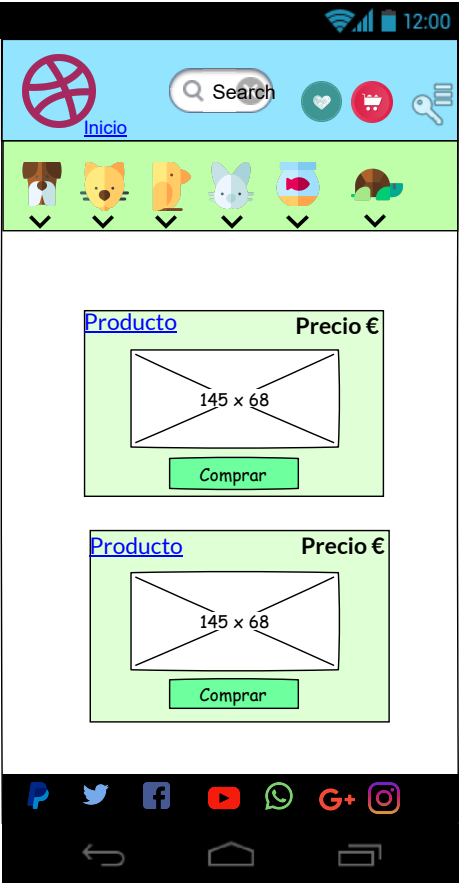 12:00
Search
Inicio
Producto Precio €
145 x 68
Comprar
Producto Precio €
145 x 68
Comprar
G+